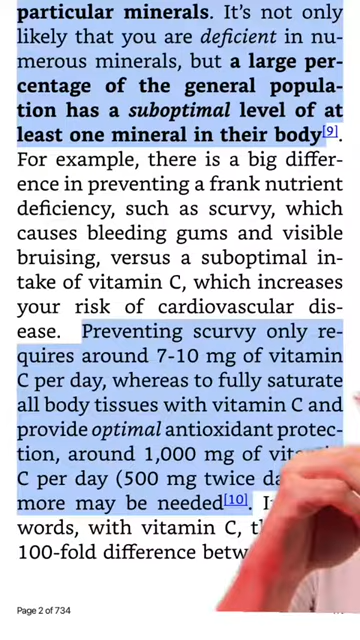 particular minerals. It's not only
likely that you are deficient in nu-
merous minerals, but a large per-
centage of the general popula-
tion has a suboptimal level of at
least one mineral in their body[9].
For example, there is a big differ-
ence in preventing a frank nutrient
deficiency, such as scurvy, which
causes bleeding gums and visible
bruising, versus a suboptimal in-
take of vitamin C, which increases
your risk of cardiovascular dis-
ease. Preventing scurvy only re-
quires around 7-10 mg of vitamin
C per day, whereas to fully saturate
all body tissues with vitamin C and
provide optimal antioxidant protec-
tion, around 1,000 mg of
C per day (500 mg twice
more may be needed[10].
words, with vitamin C,
100-fold difference
Page 2 of 734